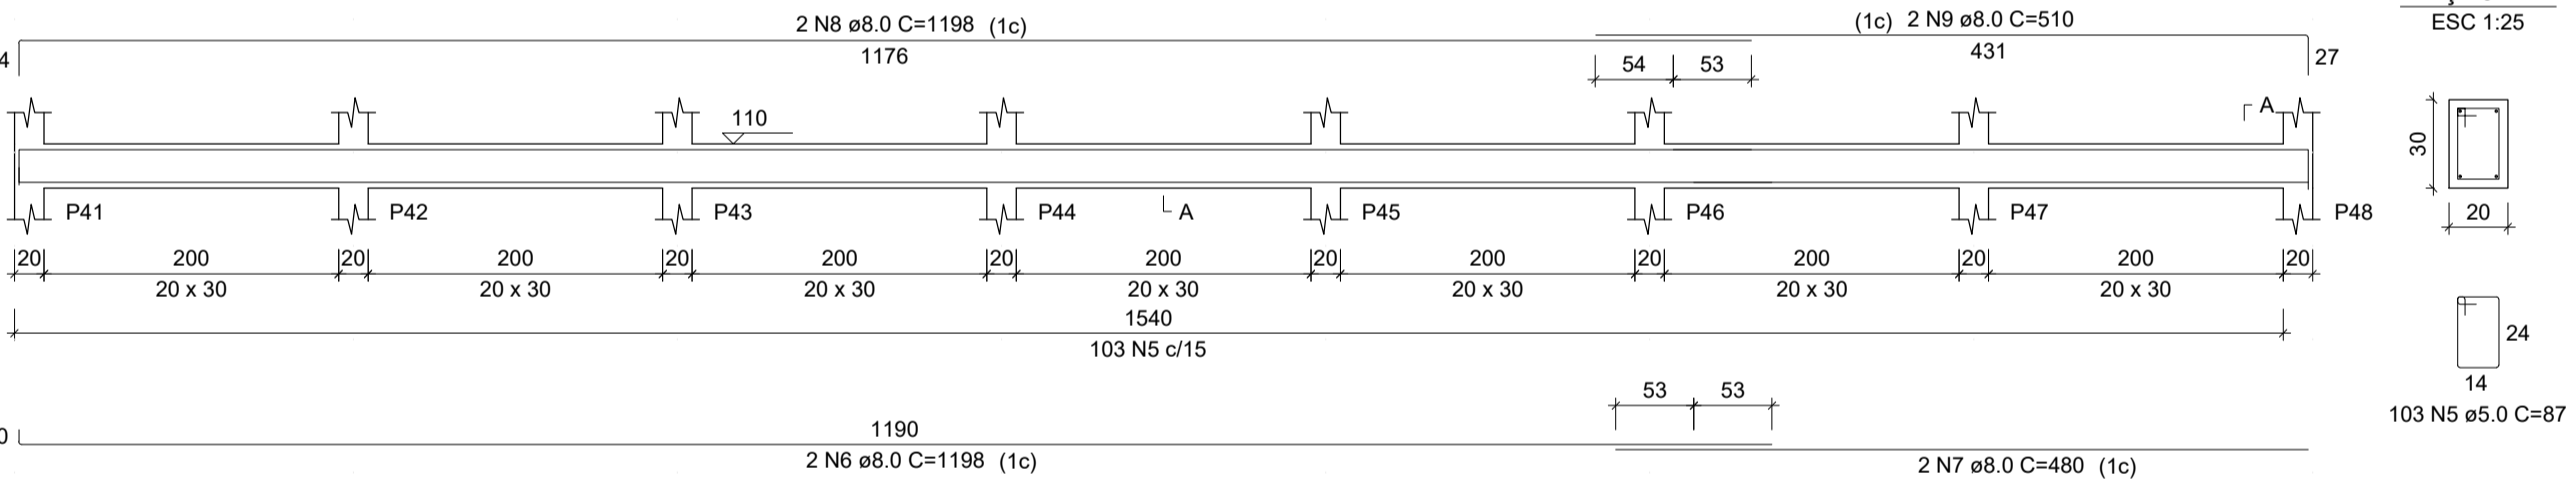 2 N8 ø8.0 C=1198 (1c)
(1c) 2 N9 ø8.0 C=510
ESC 1:25
4
1176
54
53
431
27
110
A
30
P41
P42
P43
P44
A
P45
P46
P47
P48
20
20
200
20
200
20
200
20
200
20
200
20
200
20
200
20
20 x 30
20 x 30
20 x 30
20 x 30
20 x 30
20 x 30
20 x 30
1540
24
103 N5 c/15
14
53
53
103 N5 ø5.0 C=87
1190
2 N6 ø8.0 C=1198 (1c)
2 N7 ø8.0 C=480 (1c)